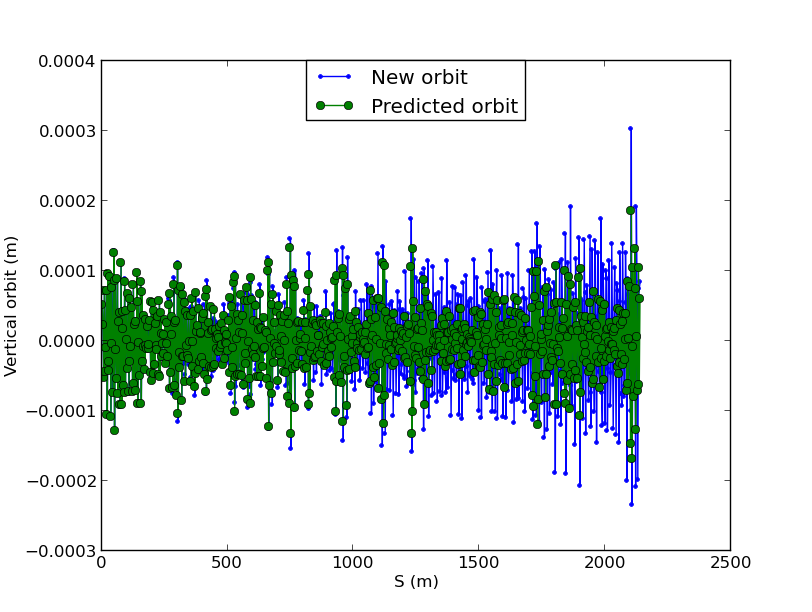 0.0004
0.0003
0.0002
0.0001
0.0000
−0.0001
−0.0002
−0.0003
Vertical orbit (m)
New orbit
Predicted orbit
0 500 1000 1500 2000 2500
S (m)